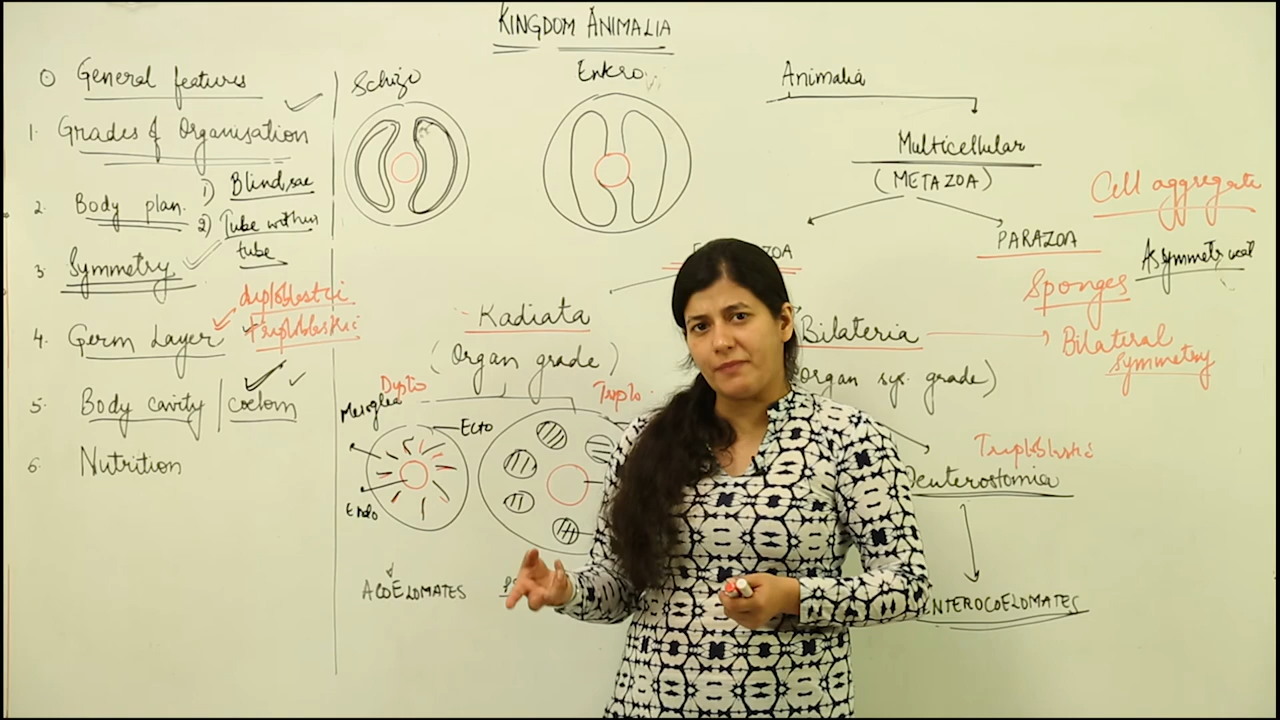 KINGDOM ANIMALIA
0 General features
1. Grades of Organisation
2. Body plan. 1) Blind sac
2) Tube within
tube
3. Symmetry
4. Germ Layer diploblastic
triploblastic
5. Body cavity / coelom
6. Nutrition
Schizo
Entro
Animalia
Multicellular
(METAZOA)
PARAZOA
Cell aggregate
Asymmetrical
Sponges
Radiata
(Organ grade)
Bilateria
Bilateral
Symmetry
Organ sys. grade)
Diplo
Triplo.
Mesoglea
Ecto
Endo
Triploblastic
Deuterostomia
ACOELOMATES
ENTEROCOELOMATES